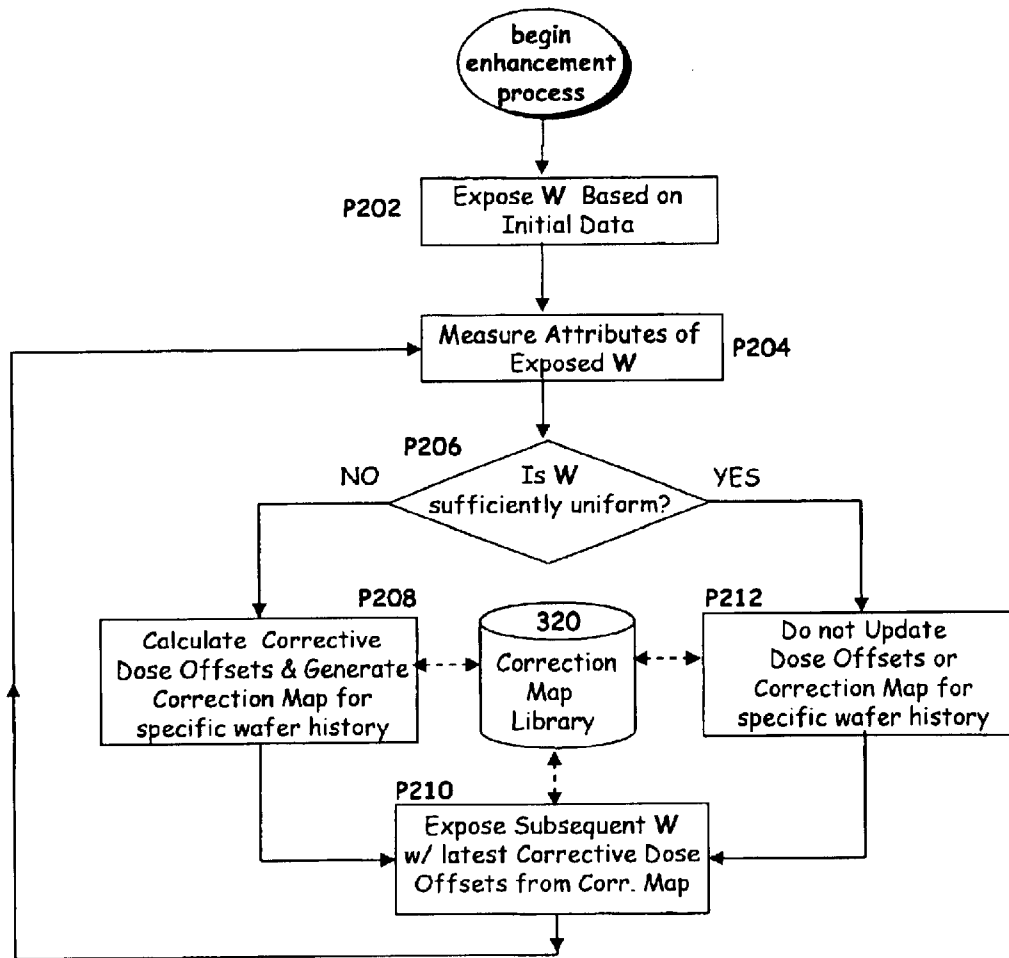 begin
enhancement
process
P202
Expose W Based on
Initial Data
Measure Attributes of
Exposed W
P204
P206
NO
Is W
sufficiently uniform?
YES
P208
Calculate Corrective
Dose Offsets & Generate
Correction Map for
specific wafer history
320
Correction
Map
Library
P212
Do not Update
Dose Offsets or
Correction Map for
specific wafer history
P210
Expose Subsequent W
w/ latest Corrective Dose
Offsets from Corr. Map